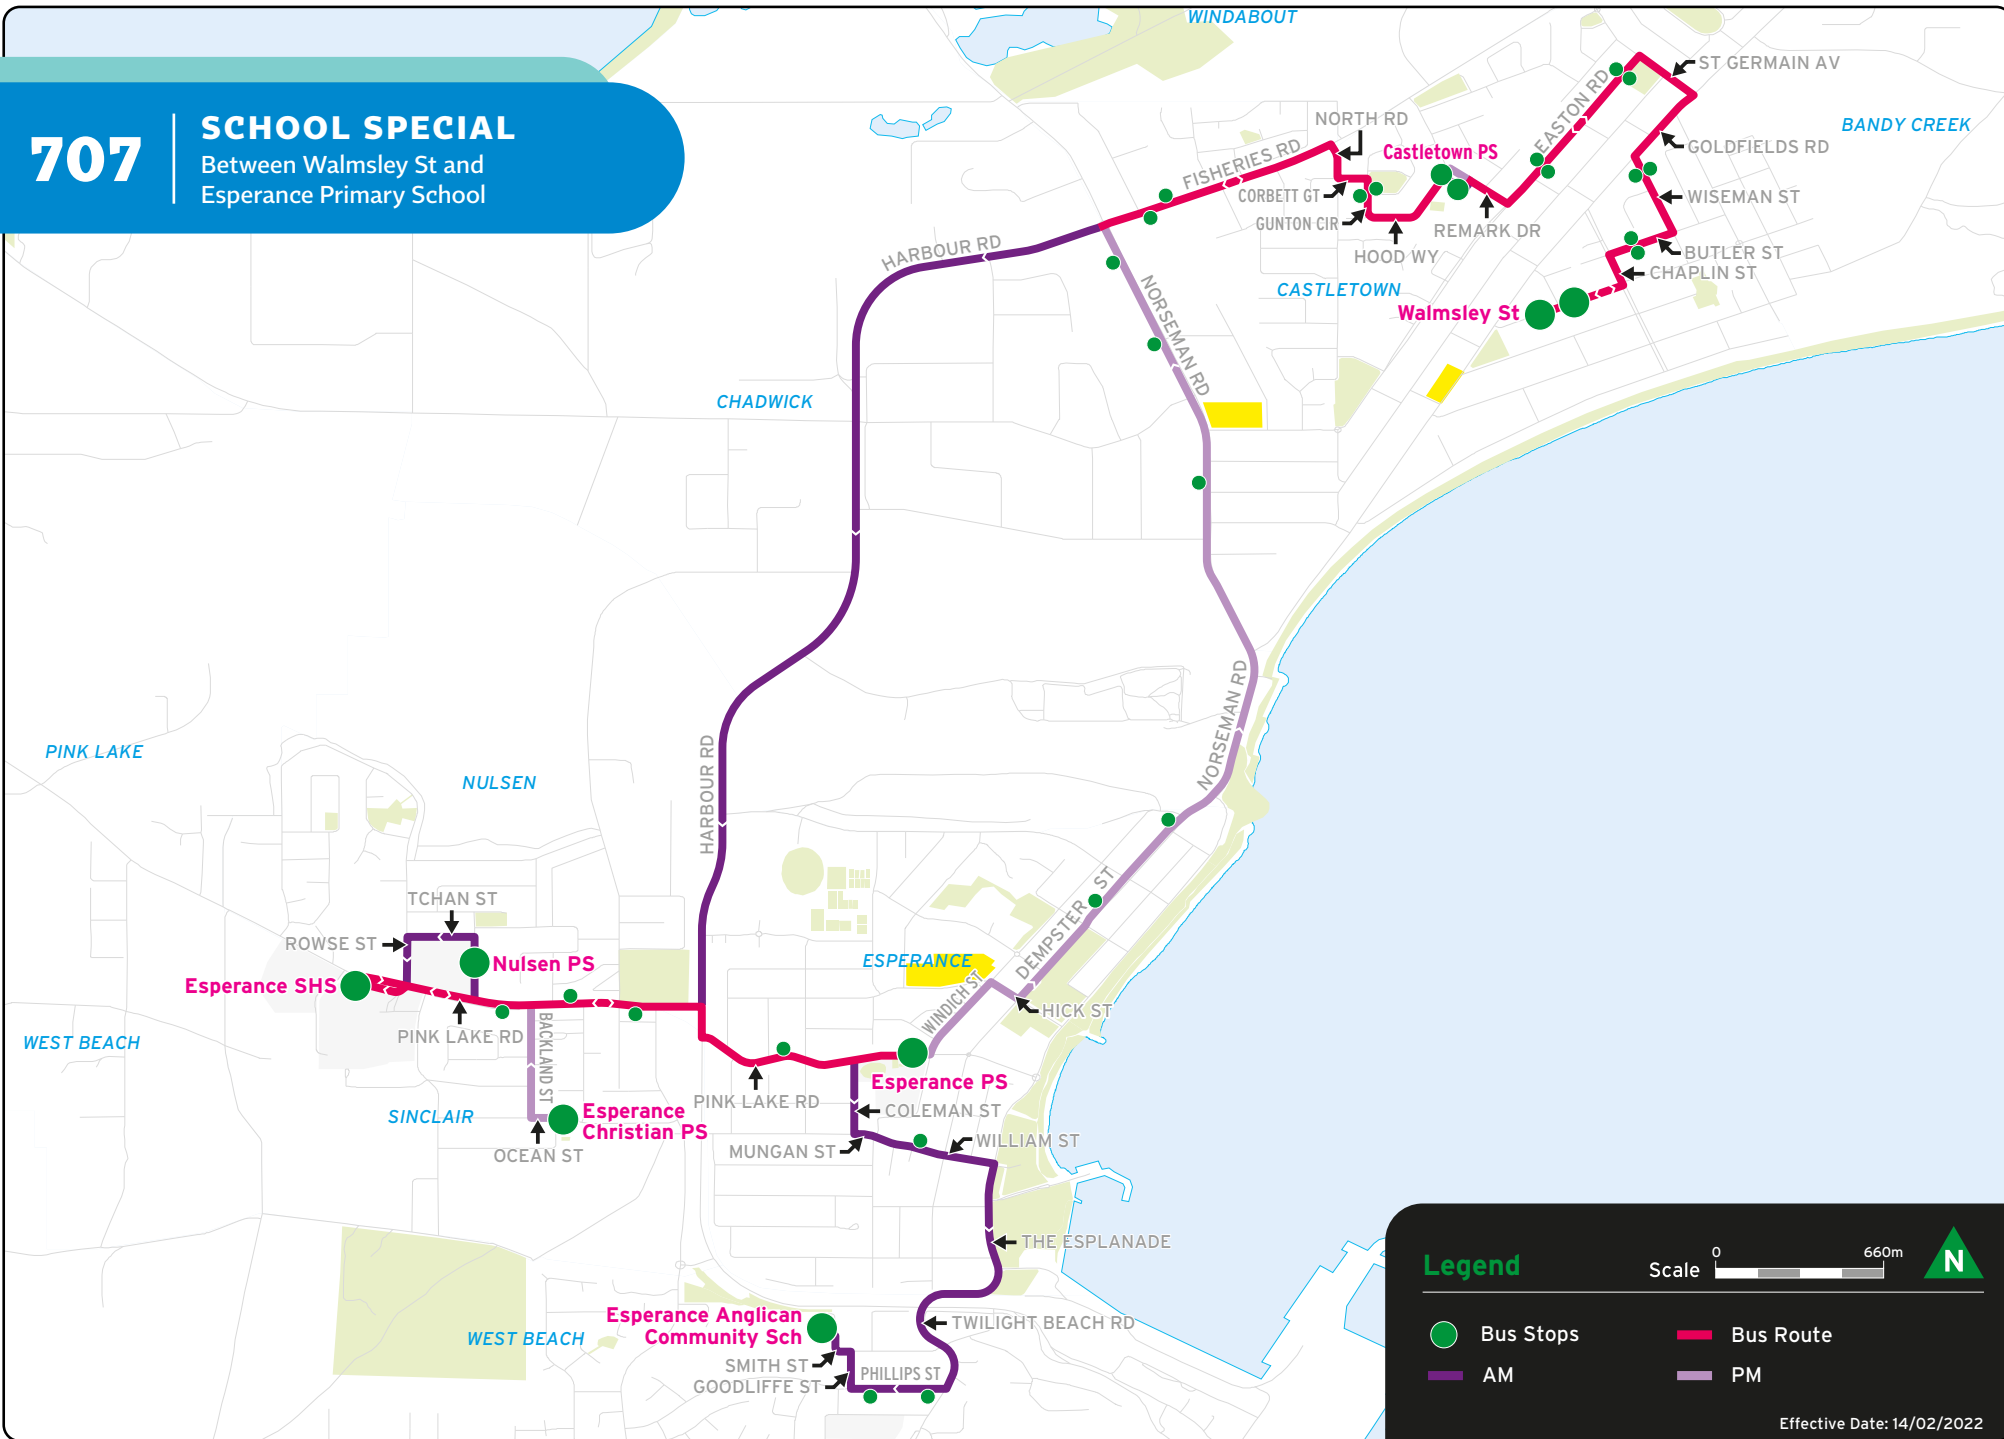 707
SCHOOL SPECIAL
Between Walmsley St and
Esperance Primary School
WINDABOUT
ST GERMAIN AV
BANDY CREEK
EASTON RD
NORTH RD
GOLDFIELDS RD
Castletown PS
FISHERIES RD
CORBETT GT
WISEMAN ST
GUNTON CIR
REMARK DR
HARBOUR RD
HOOD WY
BUTLER ST
CHAPLIN ST
CASTLETOWN
NORSEMAN RD
Walmsley St
CHADWICK
NORSEMAN RD
PINK LAKE
NULSEN
HARBOUR RD
TCHAN ST
DEMPSTER ST
ROWSE ST
Nulsen PS
ESPERANCE
Esperance SHS
WINDICH ST
HICK ST
PINK LAKE RD
WEST BEACH
BACKLAND ST
Esperance PS
PINK LAKE RD
COLEMAN ST
SINCLAIR
Esperance
Christian PS
WILLIAM ST
MUNGAN ST
OCEAN ST
THE ESPLANADE
Esperance Anglican
Community Sch
TWILIGHT BEACH RD
WEST BEACH
SMITH ST
PHILLIPS ST
GOODLIFFE ST
Legend
Scale
0
660m
N
Bus Stops
Bus Route
AM
PM
Effective Date: 14/02/2022